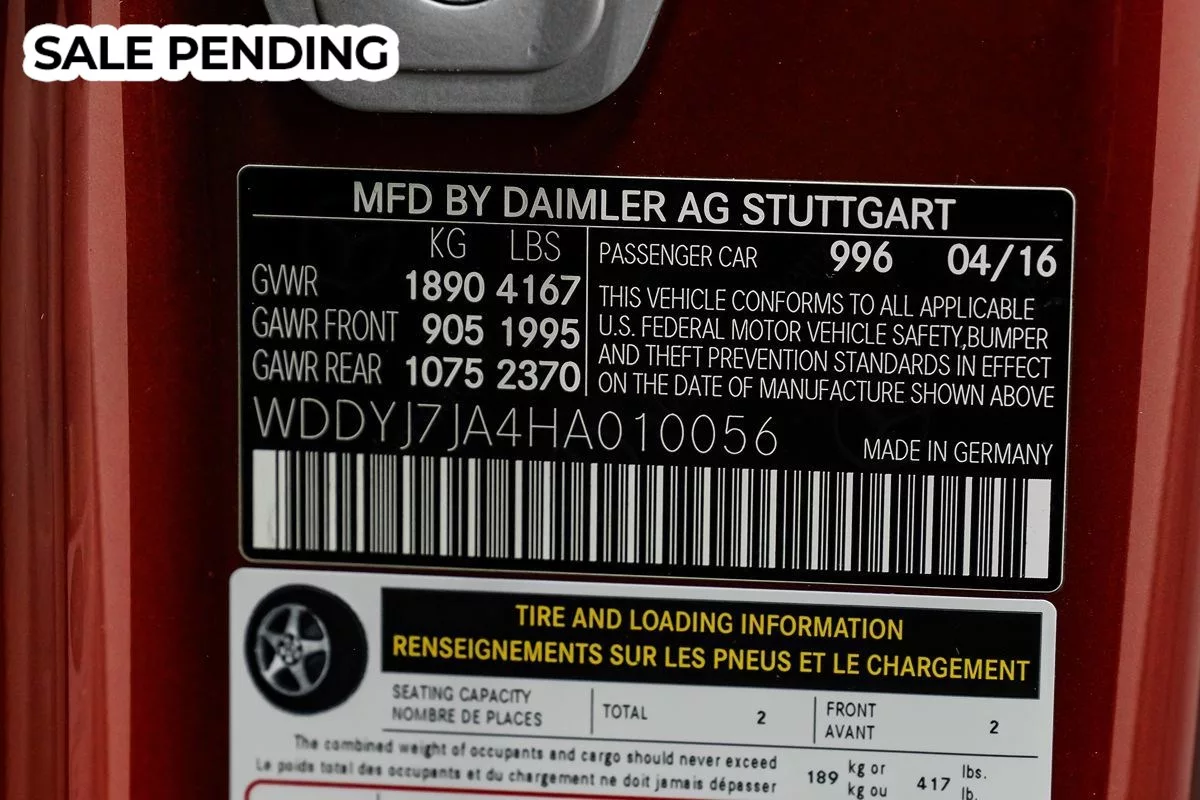 SALE PENDING
MFD BY DAIMLER AG STUTTGART
KG LBS
GVWR 1890 4167
GAWR FRONT 905 1995
GAWR REAR 1075 2370
PASSENGER CAR 996 04/16
THIS VEHICLE CONFORMS TO ALL APPLICABLE
U.S. FEDERAL MOTOR VEHICLE SAFETY,BUMPER
AND THEFT PREVENTION STANDARDS IN EFFECT
ON THE DATE OF MANUFACTURE SHOWN ABOVE
WDDYJ7JA4HA010056
MADE IN GERMANY
TIRE AND LOADING INFORMATION
RENSEIGNEMENTS SUR LES PNEUS ET LE CHARGEMENT
SEATING CAPACITY
NOMBRE DE PLACES
TOTAL 2
FRONT
AVANT
2
The combined weight of occupants and cargo should never exceed
Le poids total des occupants et du chargement ne doit jamais dépasser
189
kg or
kg ou
417
lbs.
lb.